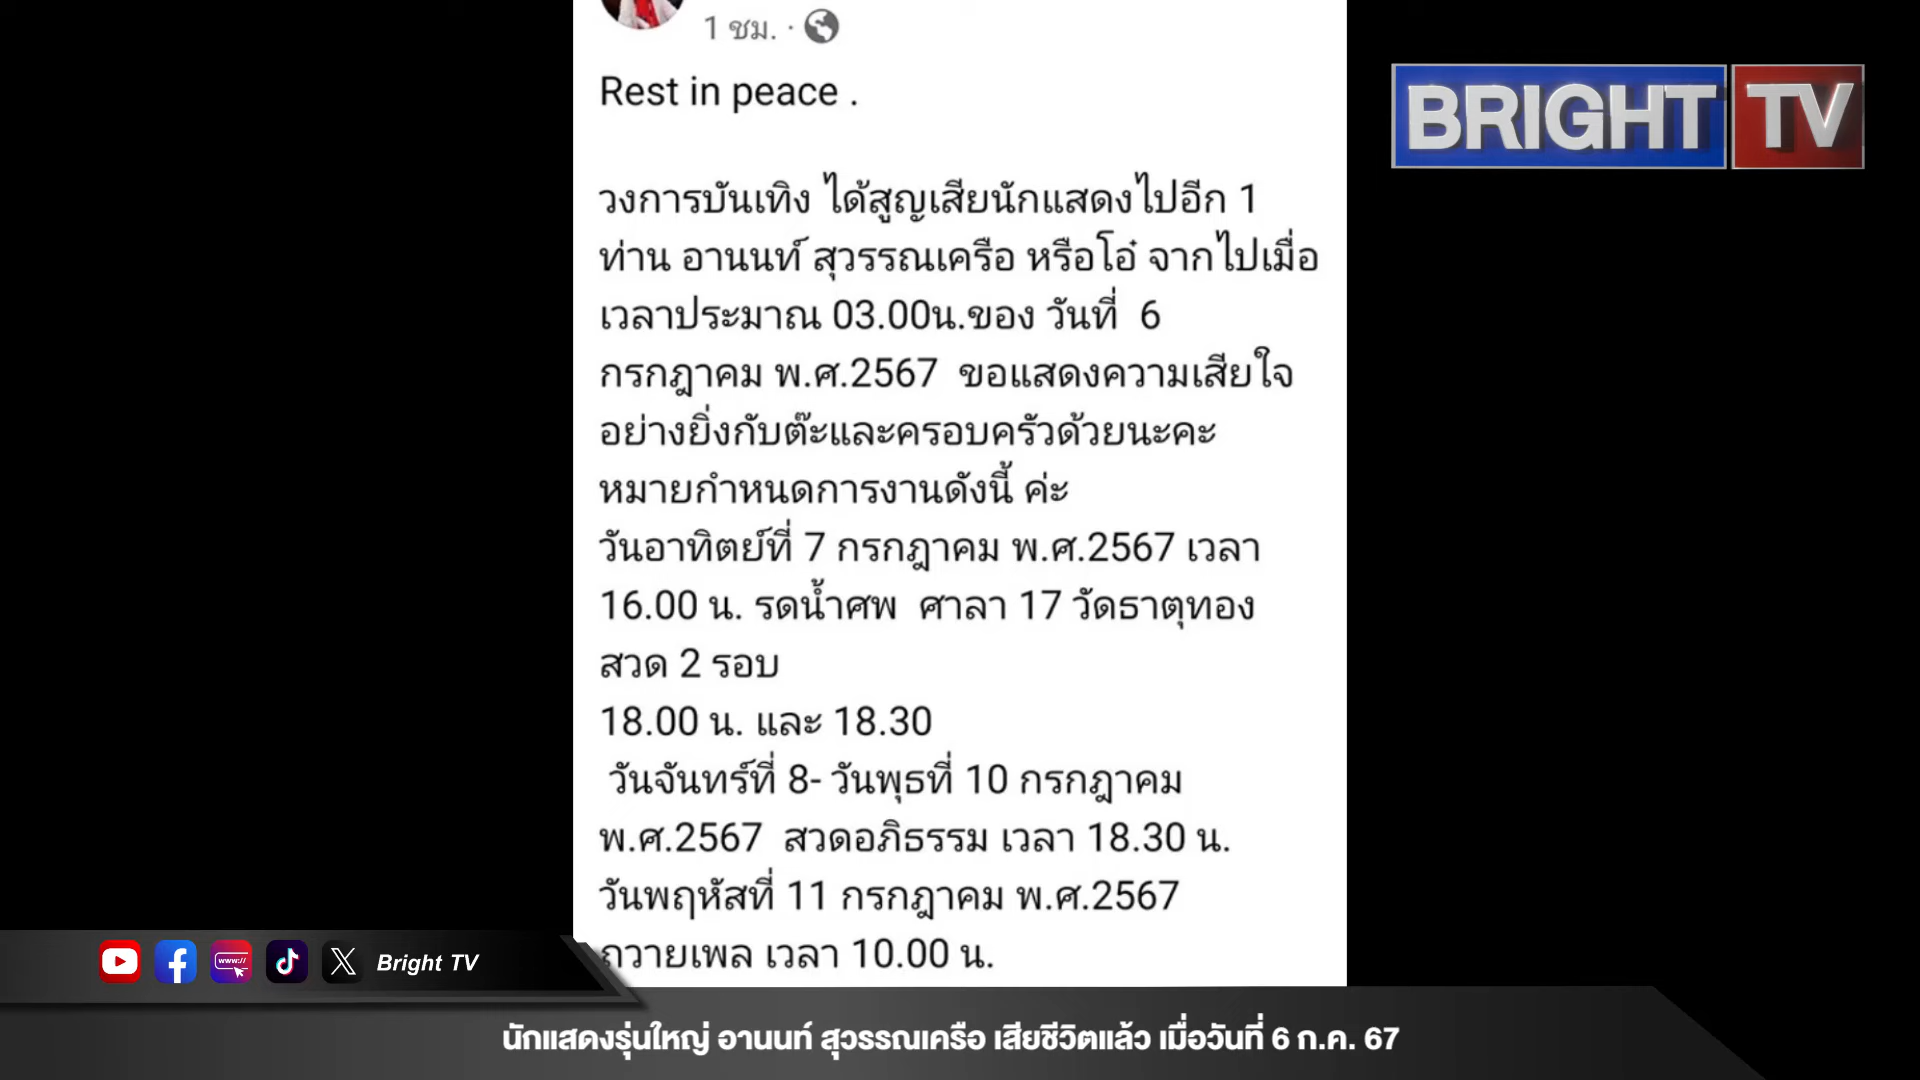 1 ชม. ·
BRIGHT TV
Rest in peace .
วงการบันเทิง ได้สูญเสียนักแสดงไปอีก 1
ท่าน อานนท์ สุวรรณเครือ หรือโอ๋ จากไปเมื่อ
เวลาประมาณ 03.00น.ของ วันที่ 6
กรกฎาคม พ.ศ.2567 ขอแสดงความเสียใจ
อย่างยิ่งกับต๊ะและครอบครัวด้วยนะคะ
หมายกำหนดการงานดังนี้ ค่ะ
วันอาทิตย์ที่ 7 กรกฎาคม พ.ศ.2567 เวลา
16.00 น. รดน้ำศพ ศาลา 17 วัดธาตุทอง
สวด 2 รอบ
18.00 น. และ 18.30
วันจันทร์ที่ 8- วันพุธที่ 10 กรกฎาคม
พ.ศ.2567 สวดอภิธรรม เวลา 18.30 น.
วันพฤหัสที่ 11 กรกฎาคม พ.ศ.2567
ถวายเพล เวลา 10.00 น.
www:// Bright TV
นักแสดงรุ่นใหญ่ อานนท์ สุวรรณเครือ เสียชีวิตแล้ว เมื่อวันที่ 6 ก.ค. 67